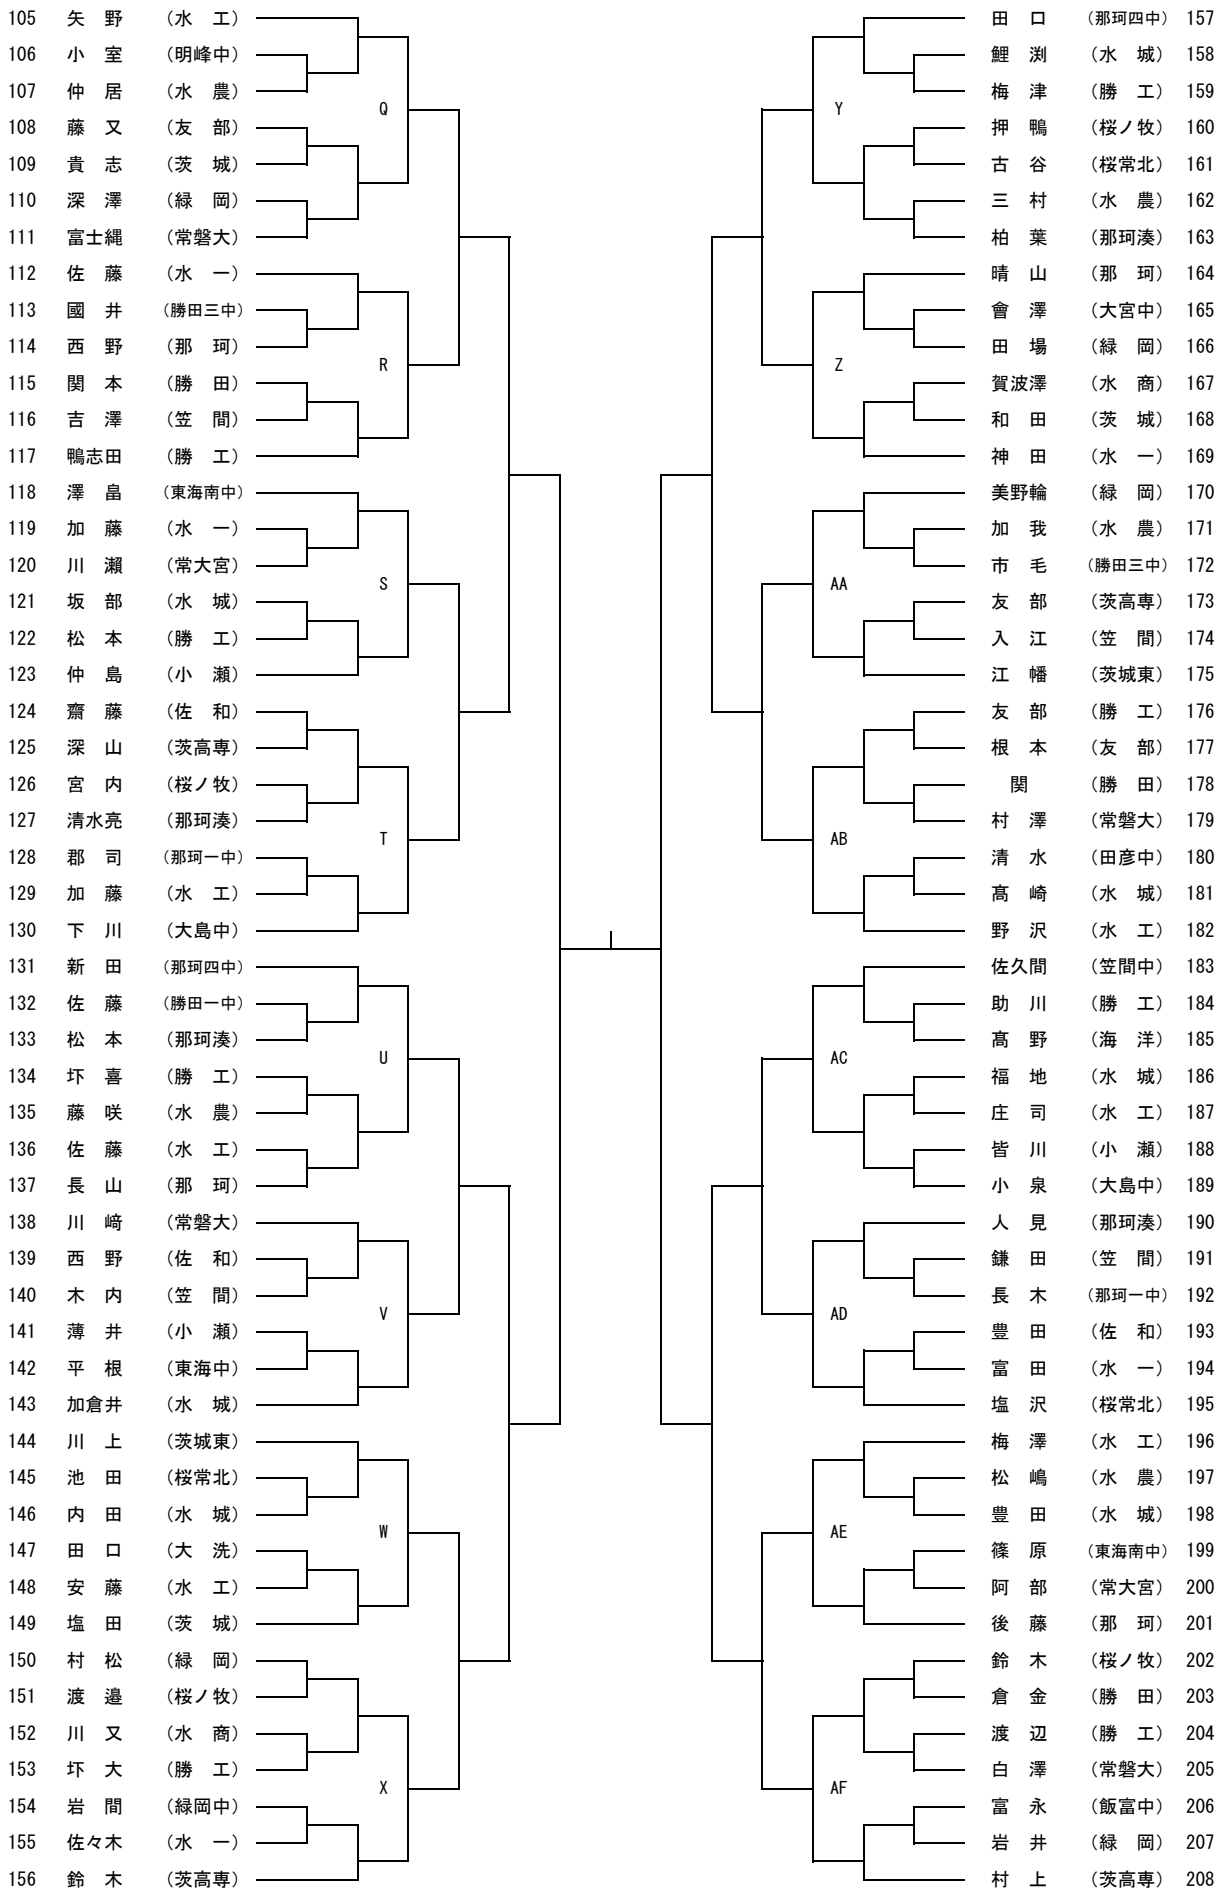 105 矢 野 （水 工）
106 小 室 （明峰中）
107 仲 居 （水 農）
Q
108 藤 又 （友 部）
109 貴 志 （茨 城）
110 深 澤 （緑 岡）
111 富士縄 （常磐大）
112 佐 藤 （水 一）
113 國 井 （勝田三中）
114 西 野 （那 珂）
R
115 関 本 （勝 田）
116 吉 澤 （笠 間）
117 鴨志田 （勝 工）
118 澤 畠 （東海南中）
119 加 藤 （水 一）
120 川 瀨 （常大宮）
S
121 坂 部 （水 城）
122 松 本 （勝 工）
123 仲 島 （小 瀬）
124 齋 藤 （佐 和）
125 深 山 （茨高専）
126 宮 内 （桜ノ牧）
127 清水亮 （那珂湊）
T
128 郡 司 （那珂一中）
129 加 藤 （水 工）
130 下 川 （大島中）
131 新 田 （那珂四中）
132 佐 藤 （勝田一中）
133 松 本 （那珂湊）
U
134 圷 喜 （勝 工）
135 藤 咲 （水 農）
136 佐 藤 （水 工）
137 長 山 （那 珂）
138 川 﨑 （常磐大）
139 西 野 （佐 和）
140 木 内 （笠 間）
V
141 薄 井 （小 瀬）
142 平 根 （東海中）
143 加倉井 （水 城）
144 川 上 （茨城東）
145 池 田 （桜常北）
146 内 田 （水 城）
W
147 田 口 （大 洗）
148 安 藤 （水 工）
149 塩 田 （茨 城）
150 村 松 （緑 岡）
151 渡 邉 （桜ノ牧）
152 川 又 （水 商）
153 圷 大 （勝 工）
X
154 岩 間 （緑岡中）
155 佐々木 （水 一）
156 鈴 木 （茨高専）
田 口 （那珂四中） 157
鯉 渕 （水 城） 158
梅 津 （勝 工） 159
Y
押 鴨 （桜ノ牧） 160
古 谷 （桜常北） 161
三 村 （水 農） 162
柏 葉 （那珂湊） 163
晴 山 （那 珂） 164
會 澤 （大宮中） 165
田 場 （緑 岡） 166
Z
賀波澤 （水 商） 167
和 田 （茨 城） 168
神 田 （水 一） 169
美野輪 （緑 岡） 170
加 我 （水 農） 171
市 毛 （勝田三中） 172
AA
友 部 （茨高専） 173
入 江 （笠 間） 174
江 幡 （茨城東） 175
友 部 （勝 工） 176
根 本 （友 部） 177
関 （勝 田） 178
村 澤 （常磐大） 179
AB
清 水 （田彦中） 180
髙 崎 （水 城） 181
野 沢 （水 工） 182
佐久間 （笠間中） 183
助 川 （勝 工） 184
髙 野 （海 洋） 185
AC
福 地 （水 城） 186
庄 司 （水 工） 187
皆 川 （小 瀬） 188
小 泉 （大島中） 189
人 見 （那珂湊） 190
鎌 田 （笠 間） 191
長 木 （那珂一中） 192
AD
豊 田 （佐 和） 193
富 田 （水 一） 194
塩 沢 （桜常北） 195
梅 澤 （水 工） 196
松 嶋 （水 農） 197
豊 田 （水 城） 198
AE
篠 原 （東海南中） 199
阿 部 （常大宮） 200
後 藤 （那 珂） 201
鈴 木 （桜ノ牧） 202
倉 金 （勝 田） 203
渡 辺 （勝 工） 204
白 澤 （常磐大） 205
AF
富 永 （飯富中） 206
岩 井 （緑 岡） 207
村 上 （茨高専） 208